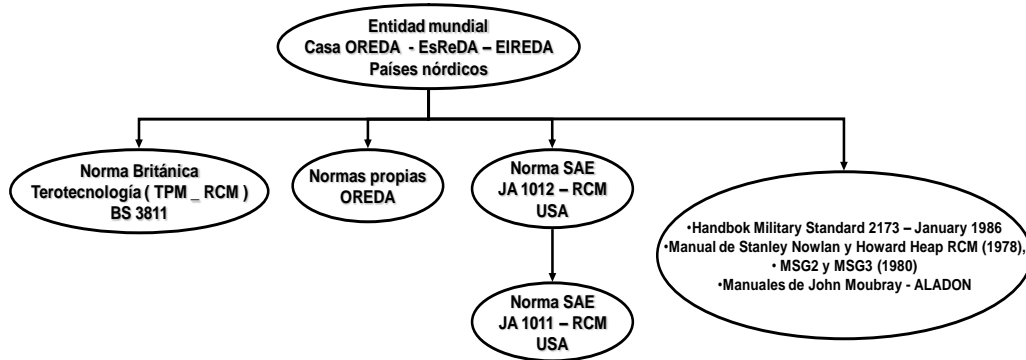 Entidad mundial
Casa OREDA - EsReDA – EIREDA
Países nórdicos
Norma Británica
Terotecnología ( TPM _ RCM )
BS 3811
Normas propias
OREDA
Norma SAE
JA 1012 – RCM
USA
•Handbok Military Standard 2173 – January 1986
•Manual de Stanley Nowlan y Howard Heap RCM (1978),
• MSG2 y MSG3 (1980)
•Manuales de John Moubray - ALADON
Norma SAE
JA 1011 – RCM
USA